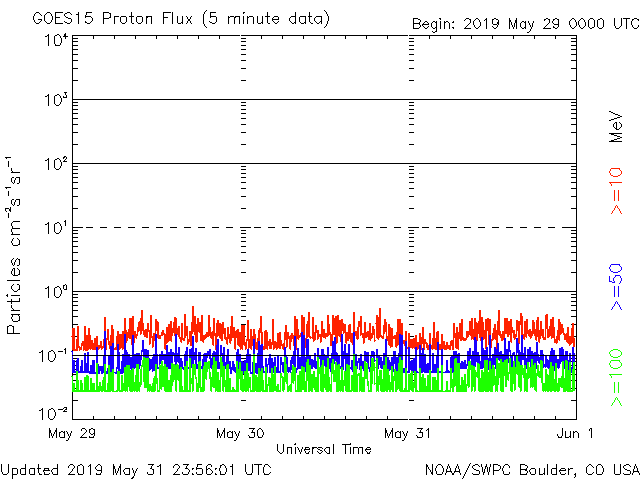 GOES15 Proton Flux (5 minute data)
Begin: 2019 May 29 0000 UTC
Particles cm⁻²s⁻¹sr⁻¹
10⁴
10³
10²
10¹
10⁰
10⁻¹
10⁻²
May 29
May 30
May 31
Jun 1
Universal Time
MeV
>=10
>=50
>=100
Updated 2019 May 31 23:56:01 UTC
NOAA/SWPC Boulder, CO USA